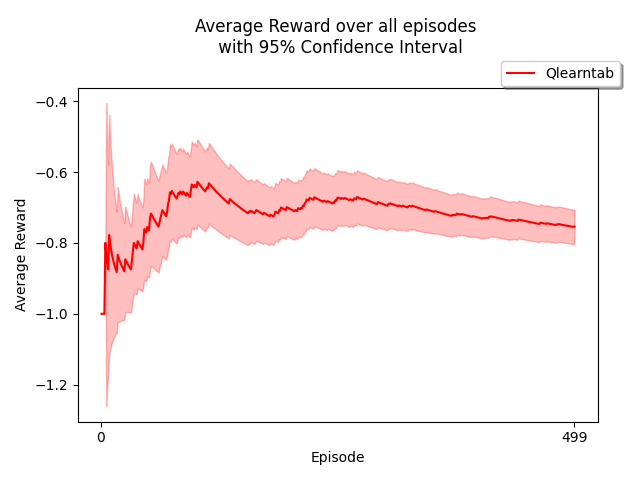 Average Reward over all episodes
with 95% Confidence Interval
Qlearntab
−0.4
−0.6
−0.8
−1.0
−1.2
Average Reward
0
499
Episode